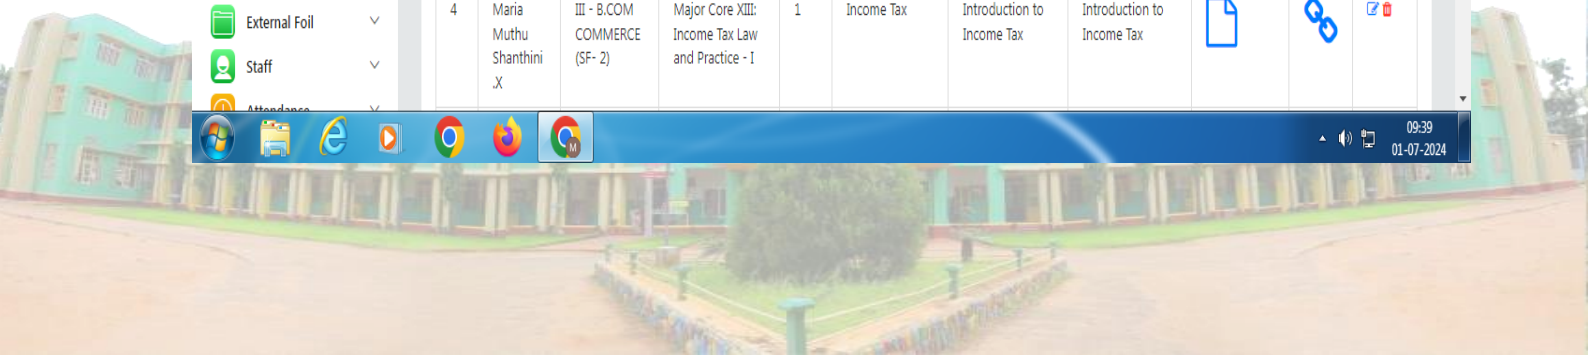 External Foil
Staff
Attendance
4 Maria III - B.COM Major Core XIII: 1 Income Tax Introduction to Introduction to
Muthu COMMERCE Income Tax Law Income Tax Income Tax
Shanthini (SF- 2) and Practice - I
.X
M
09:39
01-07-2024